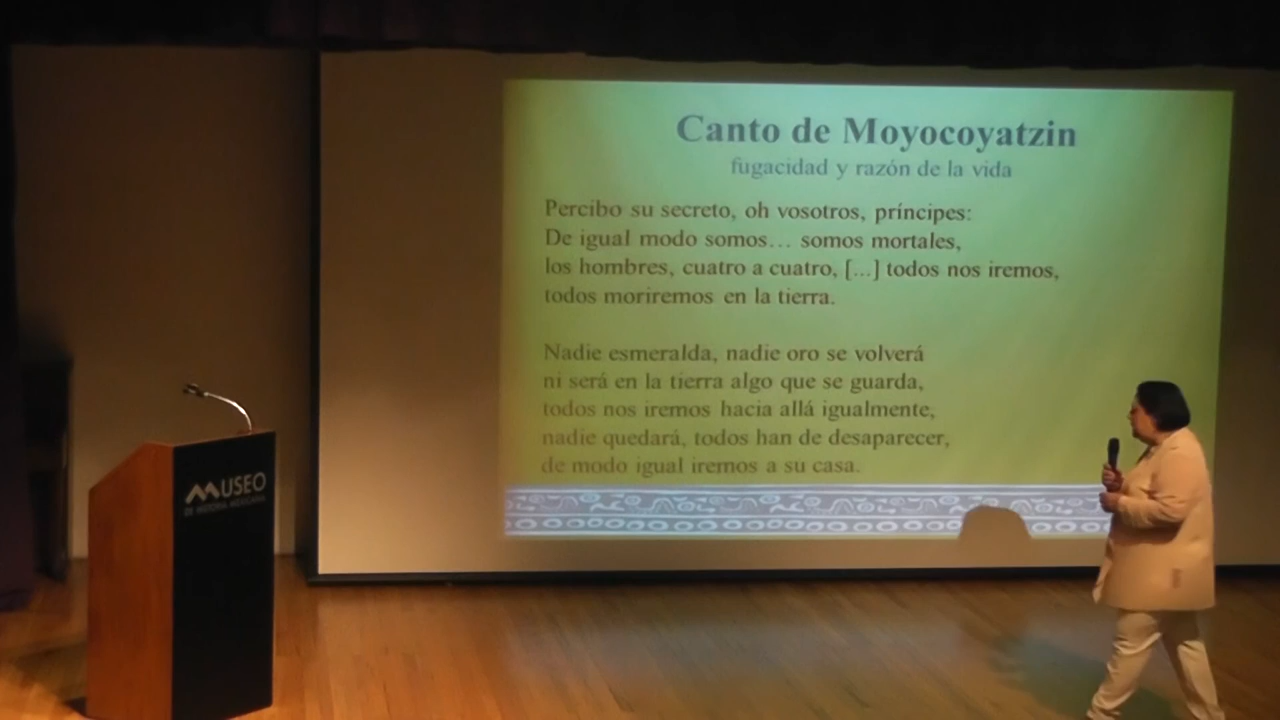 Canto de Moyocoyatzin
fugacidad y razón de la vida
Percibo su secreto, oh vosotros, príncipes:
De igual modo somos… somos mortales,
los hombres, cuatro a cuatro, [...] todos nos iremos,
todos moriremos en la tierra.
Nadie esmeralda, nadie oro se volverá
ni será en la tierra algo que se guarda,
todos nos iremos hacia allá igualmente,
nadie quedará, todos han de desaparecer,
de modo igual iremos a su casa.
MUSEO
DE HISTORIA MEXICANA